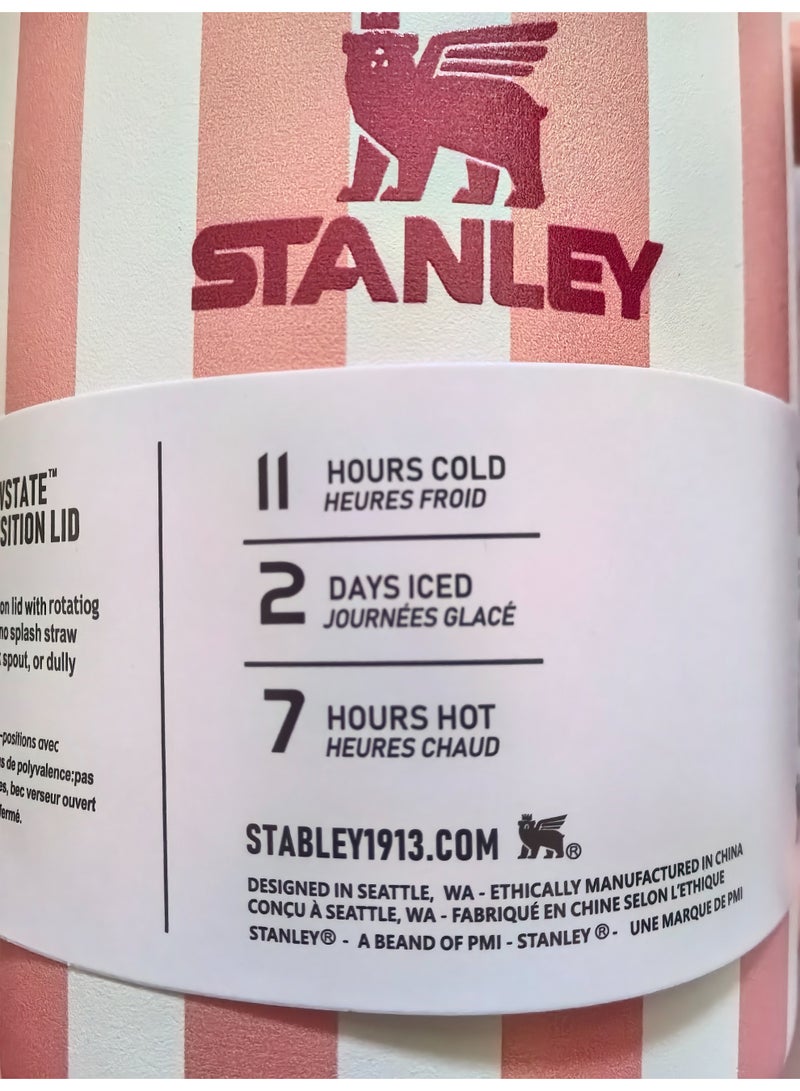 STANLEY
VSTATE™
SITION LID
on lid with rotatiog
no splash straw
spout, or dully
-positions avec
s de polyvalence:pas
es, bec verseur ouvert
fermé.
11 HOURS COLD
HEURES FROID
2 DAYS ICED
JOURNÉES GLACÉ
7 HOURS HOT
HEURES CHAUD
STABLEY1913.COM ®
DESIGNED IN SEATTLE, WA - ETHICALLY MANUFACTURED IN CHINA
CONÇU À SEATTLE, WA - FABRIQUÉ EN CHINE SELON L'ETHIQUE
STANLEY® - A BEAND OF PMI - STANLEY ® - UNE MARQUE DE PMI